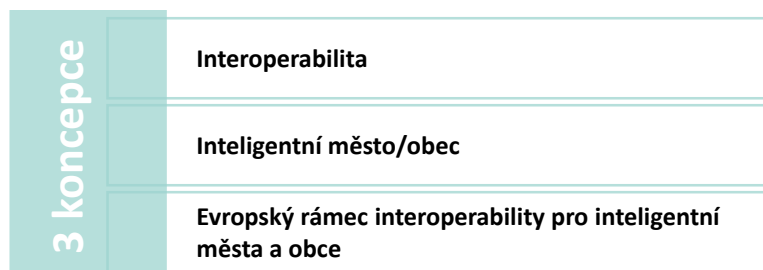 3 koncepce
Interoperabilita
Inteligentní město/obec
Evropský rámec interoperability pro inteligentní
města a obce